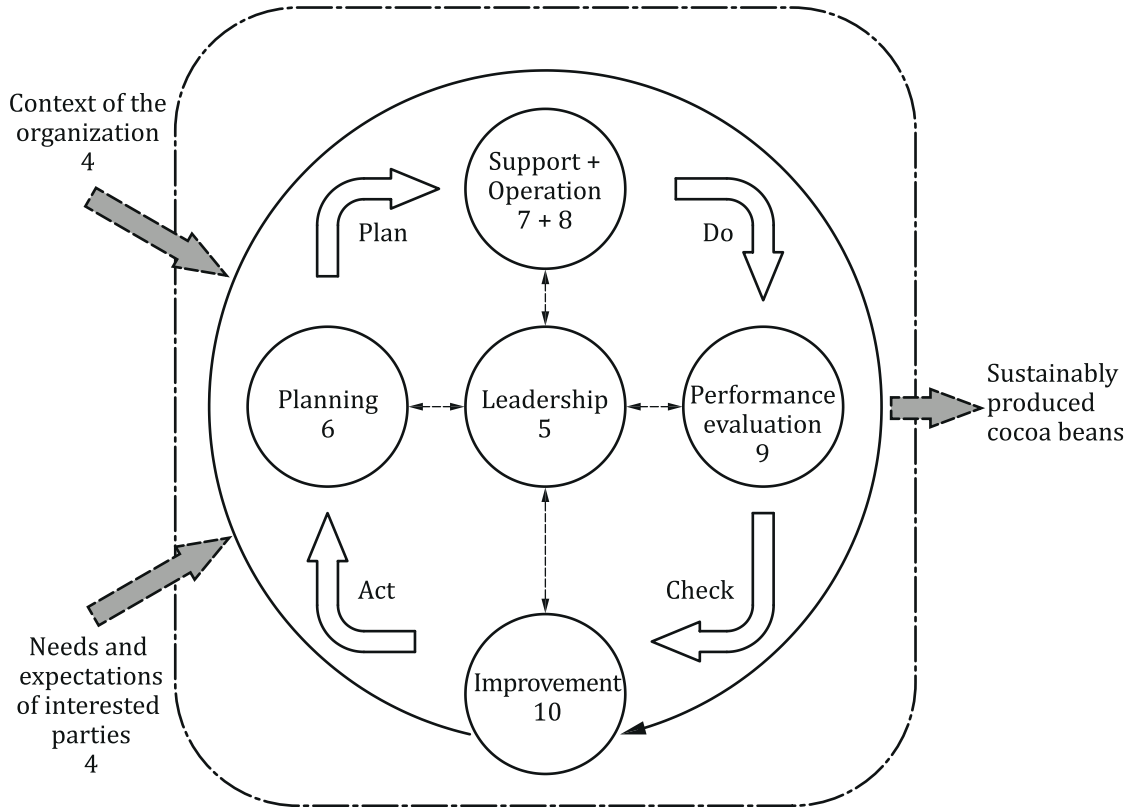 Context of the
organization
4
Support +
Operation
7 + 8
Plan
Do
Planning
6
Leadership
5
Performance
evaluation
9
Sustainably
produced
cocoa beans
Act
Check
Needs and
expectations
of interested
parties
4
Improvement
10